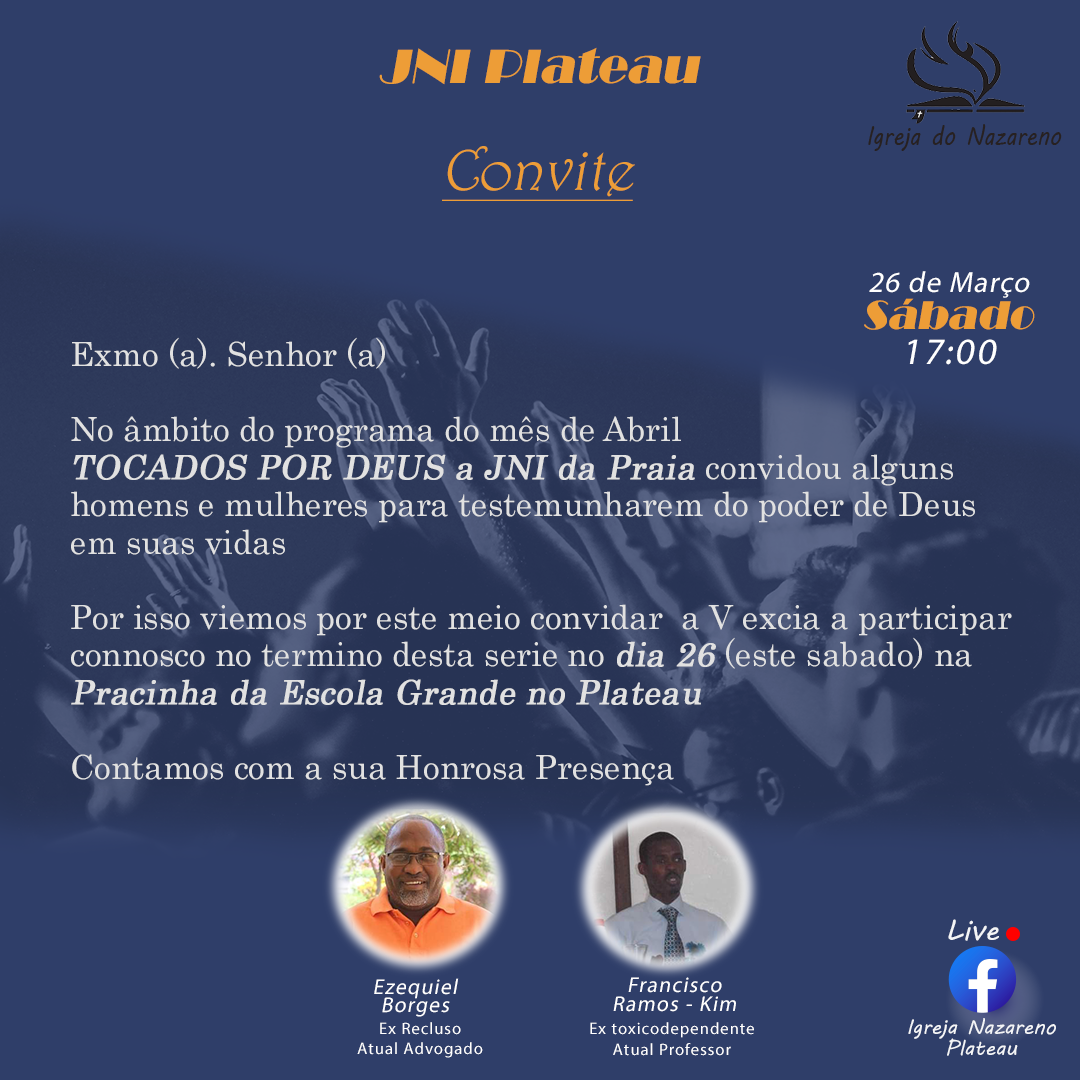 JNI Plateau
Igreja do Nazareno
Convite
26 de Março
Sábado
17:00
Exmo (a). Senhor (a)
No âmbito do programa do mês de Abril
TOCADOS POR DEUS a JNI da Praia convidou alguns
homens e mulheres para testemunharem do poder de Deus
em suas vidas
Por isso viemos por este meio convidar  a V excia a participar
connosco no termino desta serie no dia 26 (este sabado) na
Pracinha da Escola Grande no Plateau
Contamos com a sua Honrosa Presença
Ezequiel
Borges
Ex Recluso
Atual Advogado
Francisco
Ramos - Kim
Ex toxicodependente
Atual Professor
Live
Igreja Nazareno
Plateau